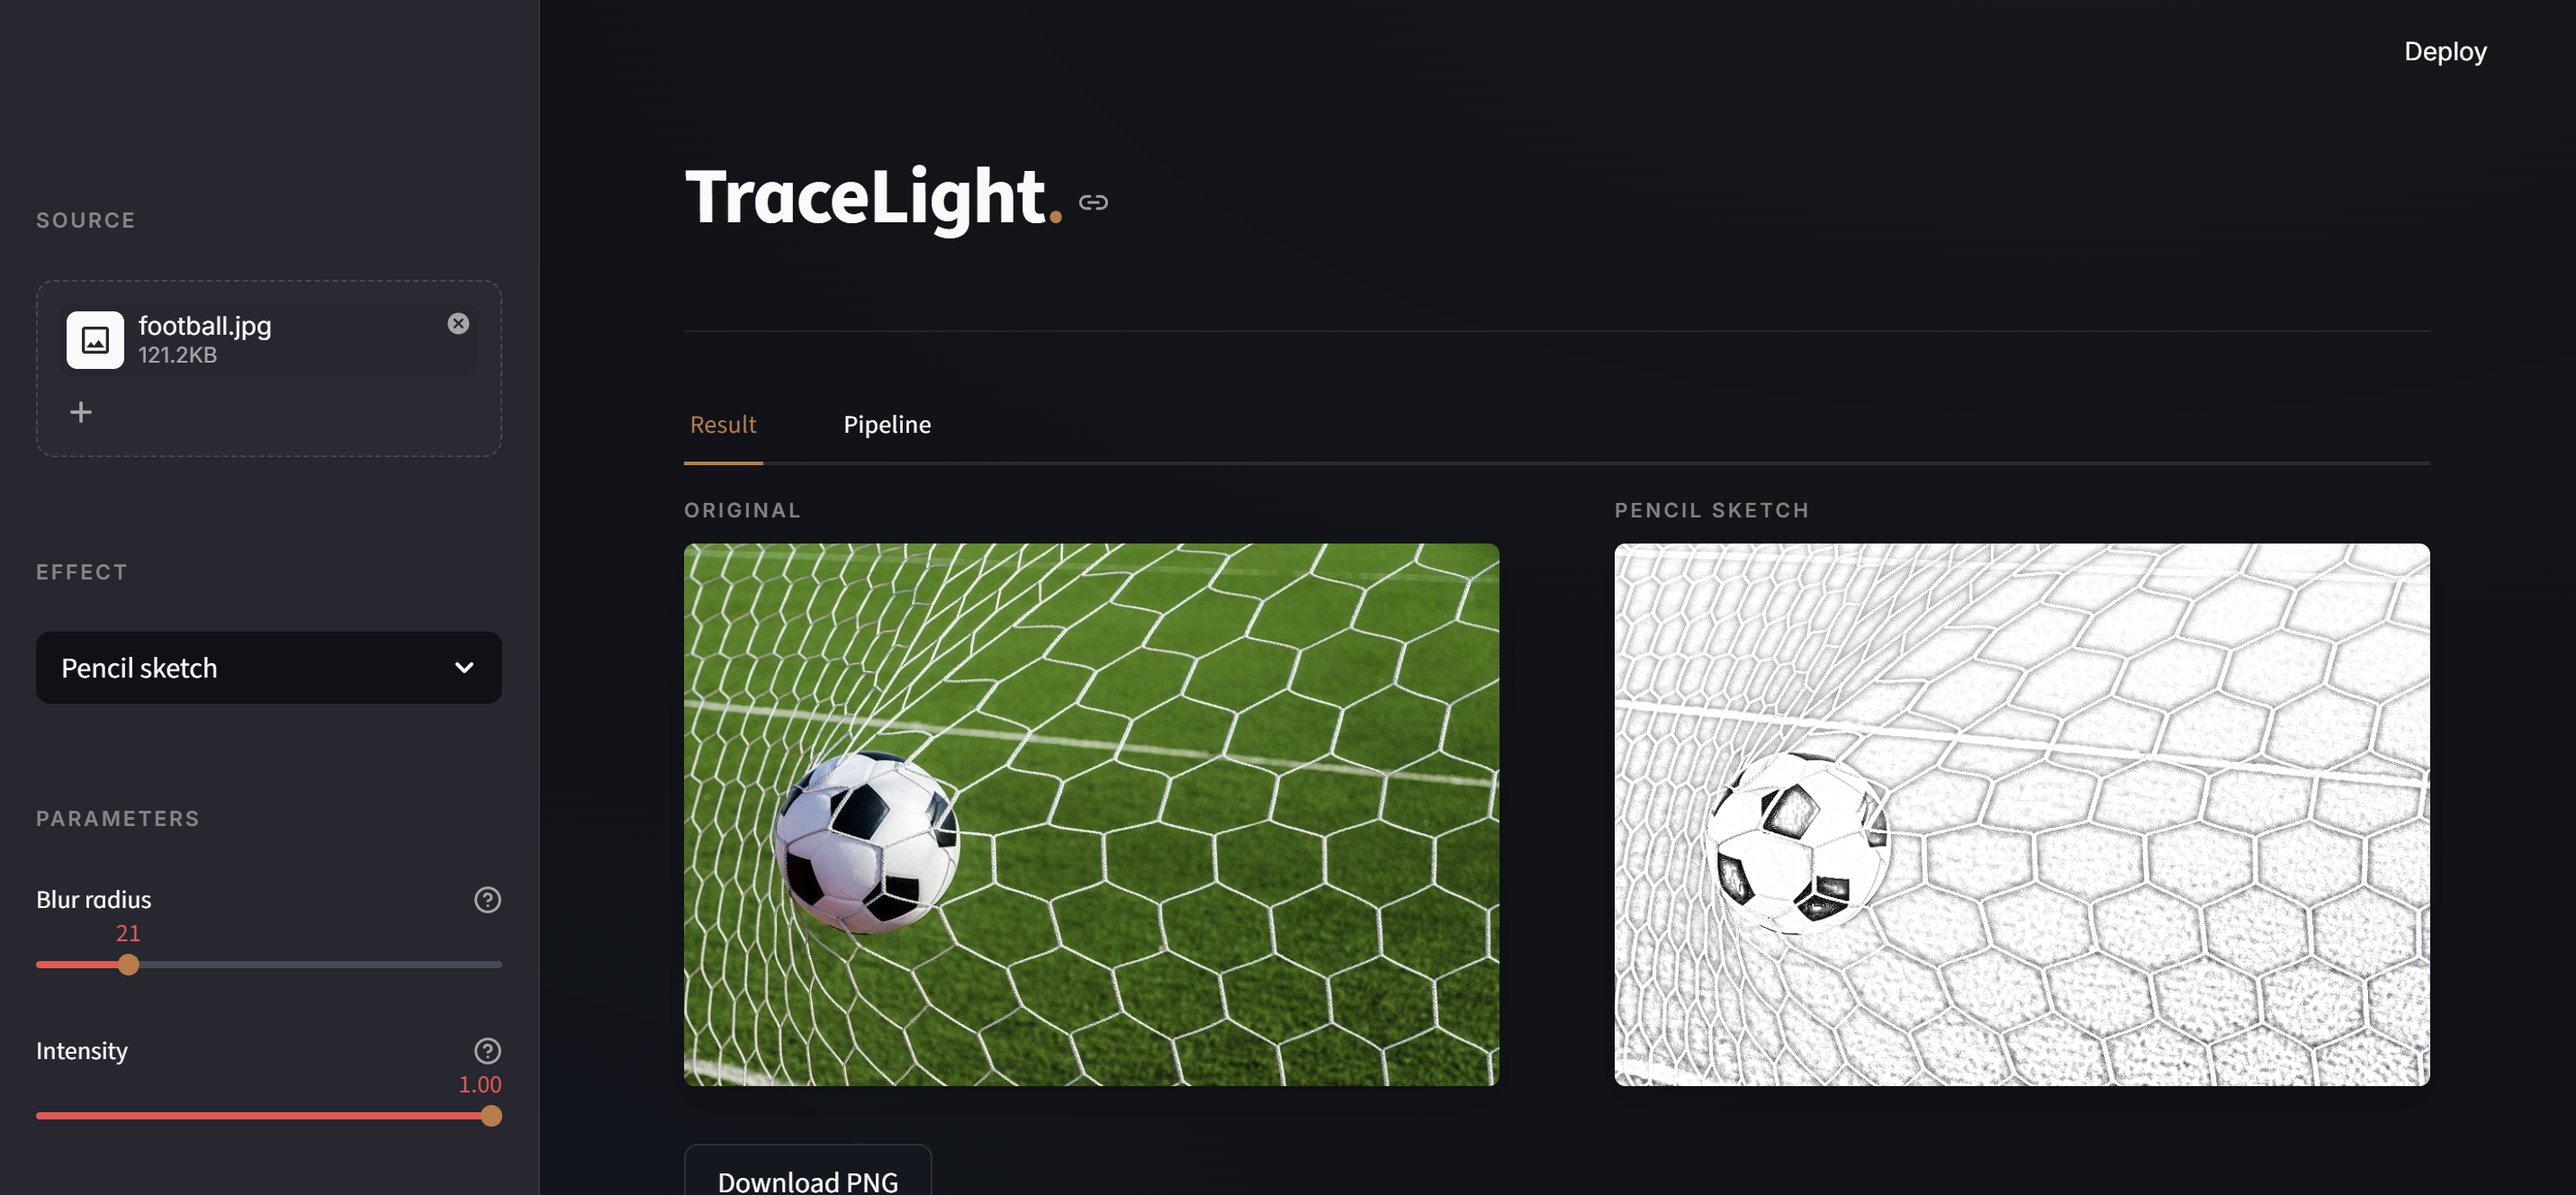 Deploy
SOURCE
football.jpg
121.2KB
EFFECT
Pencil sketch
PARAMETERS
Blur radius
21
Intensity
1.00
TraceLight.
Result Pipeline
ORIGINAL PENCIL SKETCH
Download PNG